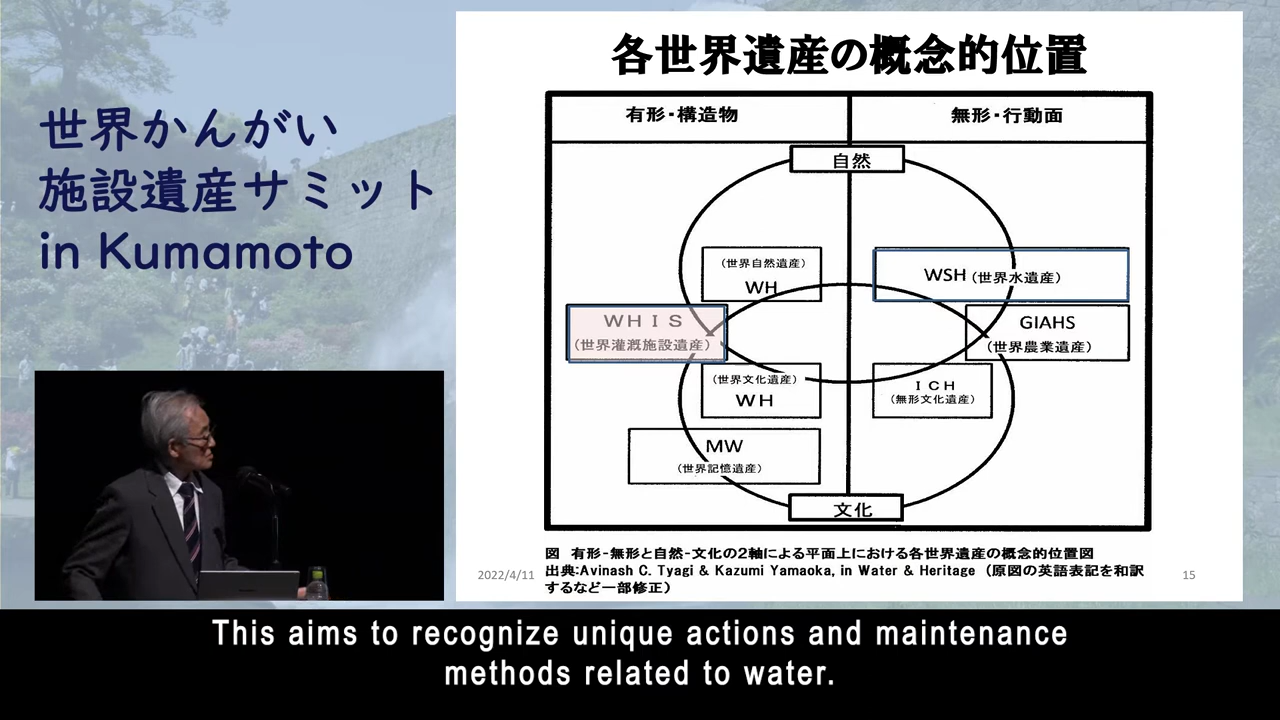 世界かんがい
施設遺産サミット
in Kumamoto
各世界遺産の概念的位置
有形・構造物
無形・行動面
自然
(世界自然遺産)
WH
WSH (世界水遺産)
WHIS
(世界灌漑施設遺産)
GIAHS
(世界農業遺産)
(世界文化遺産)
WH
ICH
(無形文化遺産)
MW
(世界記憶遺産)
文化
図 有形-無形と自然-文化の2軸による平面上における各世界遺産の概念的位置図
出典:Avinash C. Tyagi & Kazumi Yamaoka, in Water & Heritage (原図の英語表記を和訳
するなど一部修正)
2022/4/11
15
This aims to recognize unique actions and maintenance
methods related to water.